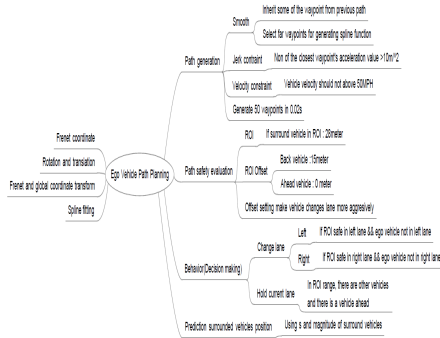 Inherit some of the waypoint from previous path
Smooth
Select far waypoints for generating spline function
Path generation
Jerk contraint
Non of the closest waypoint's acceleration value >10m/^2
Velocity constraint
Vehicle velocity should not above 50MPH
Generate 50 waypoints in 0.02s
Frenet coordinate
Rotation and translation
Frenet and global coordinate transform
Spline fitting
Ego Vehicle Path Planning
ROI
If surround vehicle in ROI : 28meter
Path safety evaluation
ROI Offset
Back vehicle :15meter
Ahead vehicle : 0 meter
Offset setting make vehicle changes lane more aggresively
Behavior(Decision making)
Change lane
Left
If ROI safe in left lane && ego vehicle not in left lane
Right
If ROI safe in right lane && ego vehicle not in right lane
Hold current lane
In ROI range, there are other vehicles
and there is a vehicle ahead
Prediction surrounded vehicles position
Using s and magnitude of surround vehicles